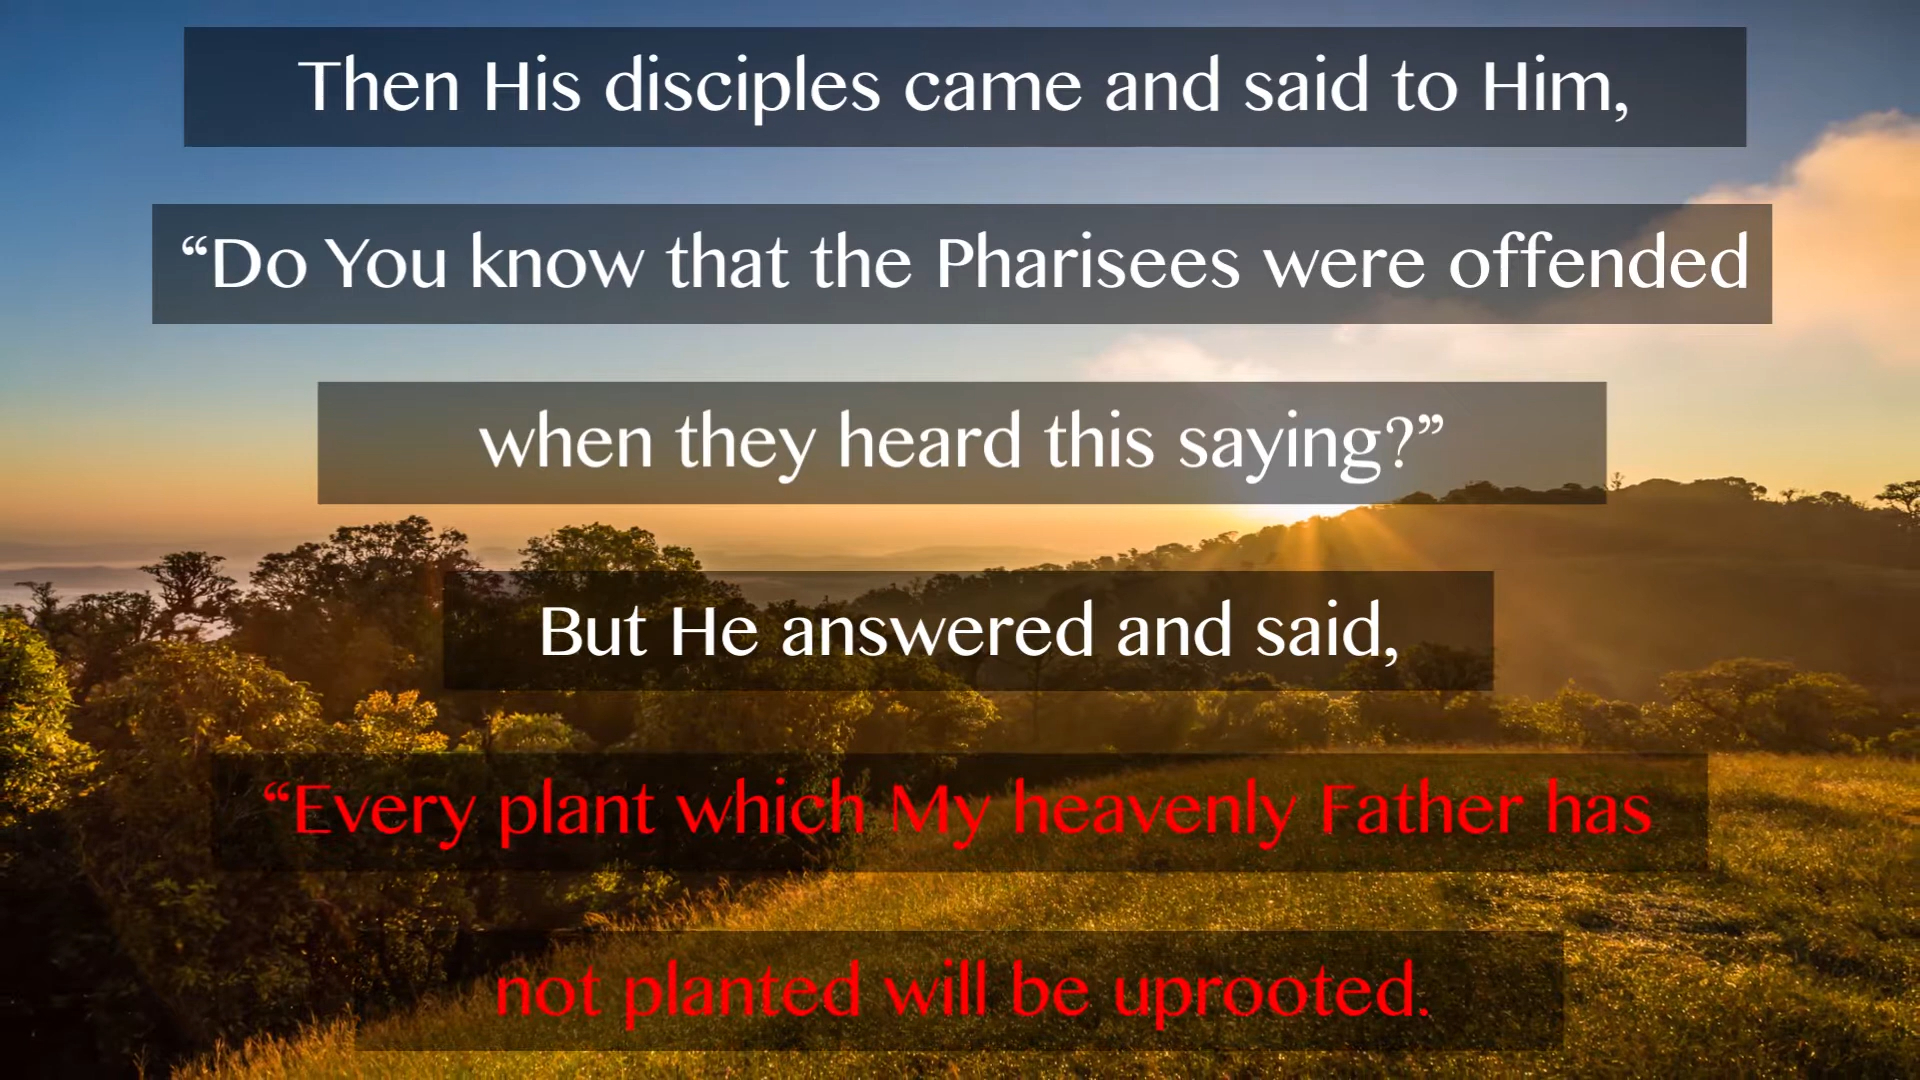 Then His disciples came and said to Him,
“Do You know that the Pharisees were offended
when they heard this saying?”
But He answered and said,
“Every plant which My heavenly Father has
not planted will be uprooted.